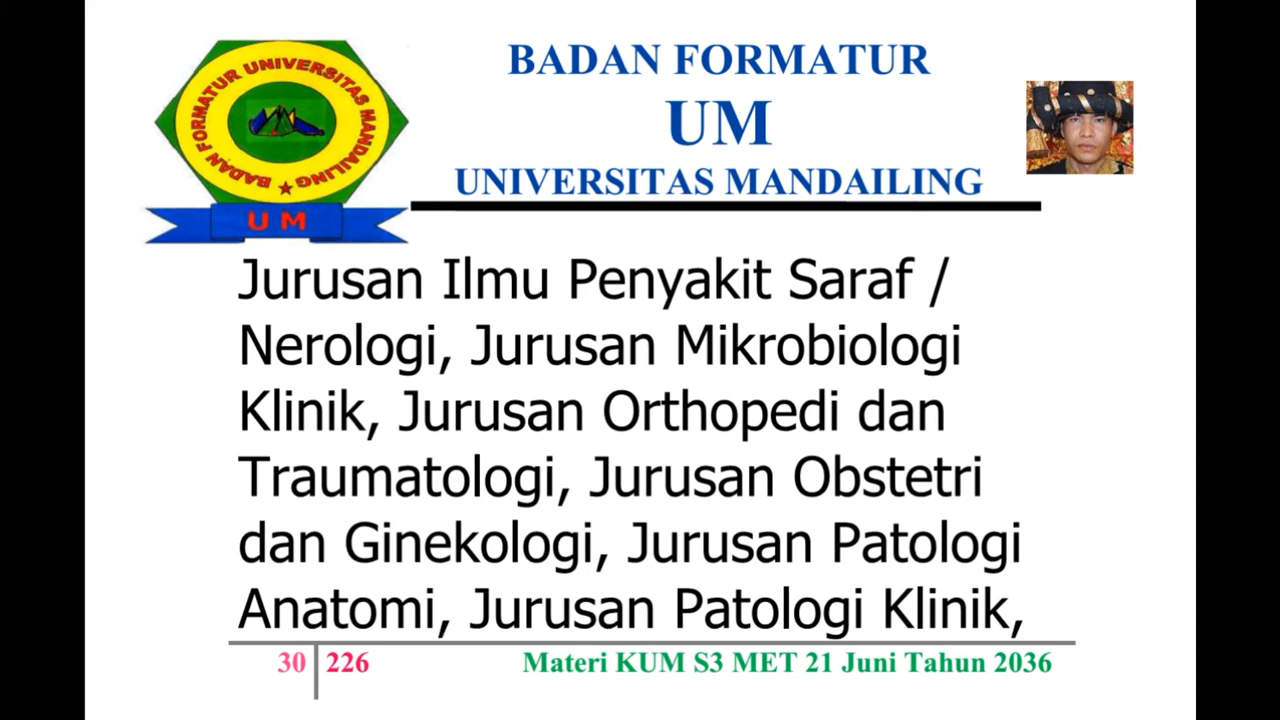 BADAN FORMATUR UNIVERSITAS MANDAILING
UM
BADAN FORMATUR
UM
UNIVERSITAS MANDAILING
Jurusan Ilmu Penyakit Saraf /
Nerologi, Jurusan Mikrobiologi
Klinik, Jurusan Orthopedi dan
Traumatologi, Jurusan Obstetri
dan Ginekologi, Jurusan Patologi
Anatomi, Jurusan Patologi Klinik,
30 226 Materi KUM S3 MET 21 Juni Tahun 2036